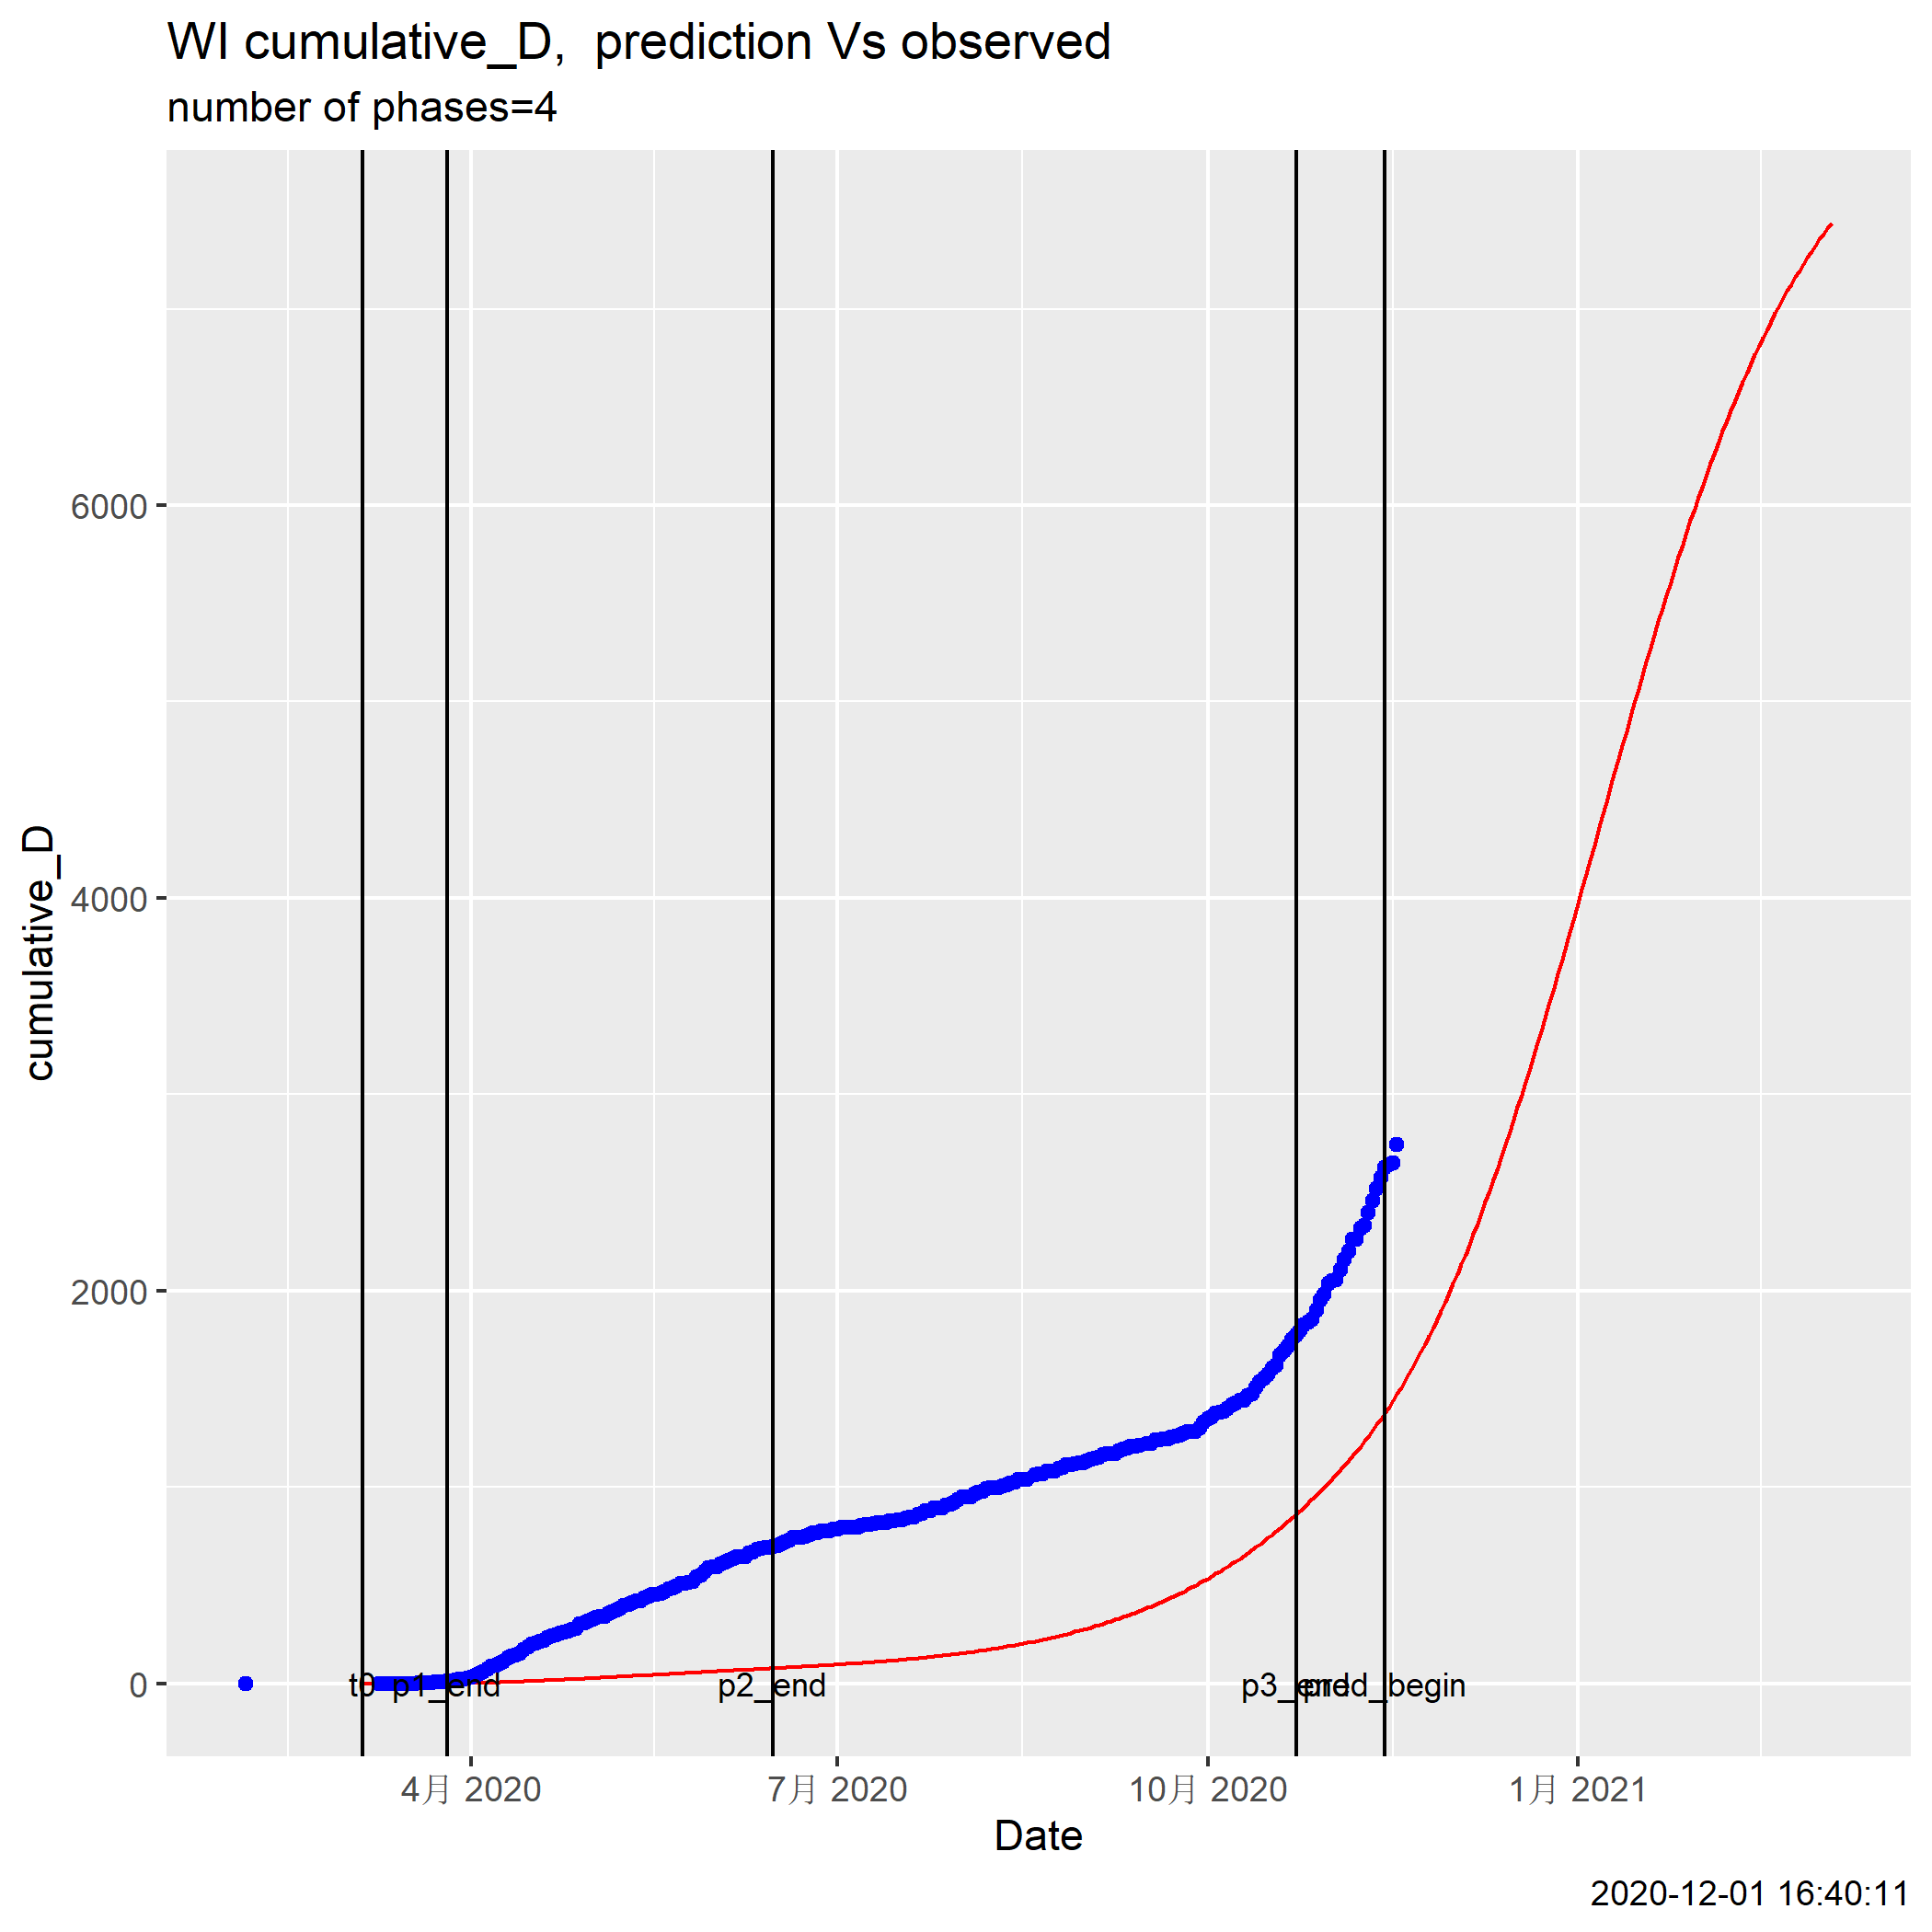 WI cumulative_D,  prediction Vs observed
number of phases=4
cumulative_D
6000
4000
2000
0
t0
p1_end
p2_end
p3_end
pred_begin
4月 2020
7月 2020
10月 2020
1月 2021
Date
2020-12-01 16:40:11